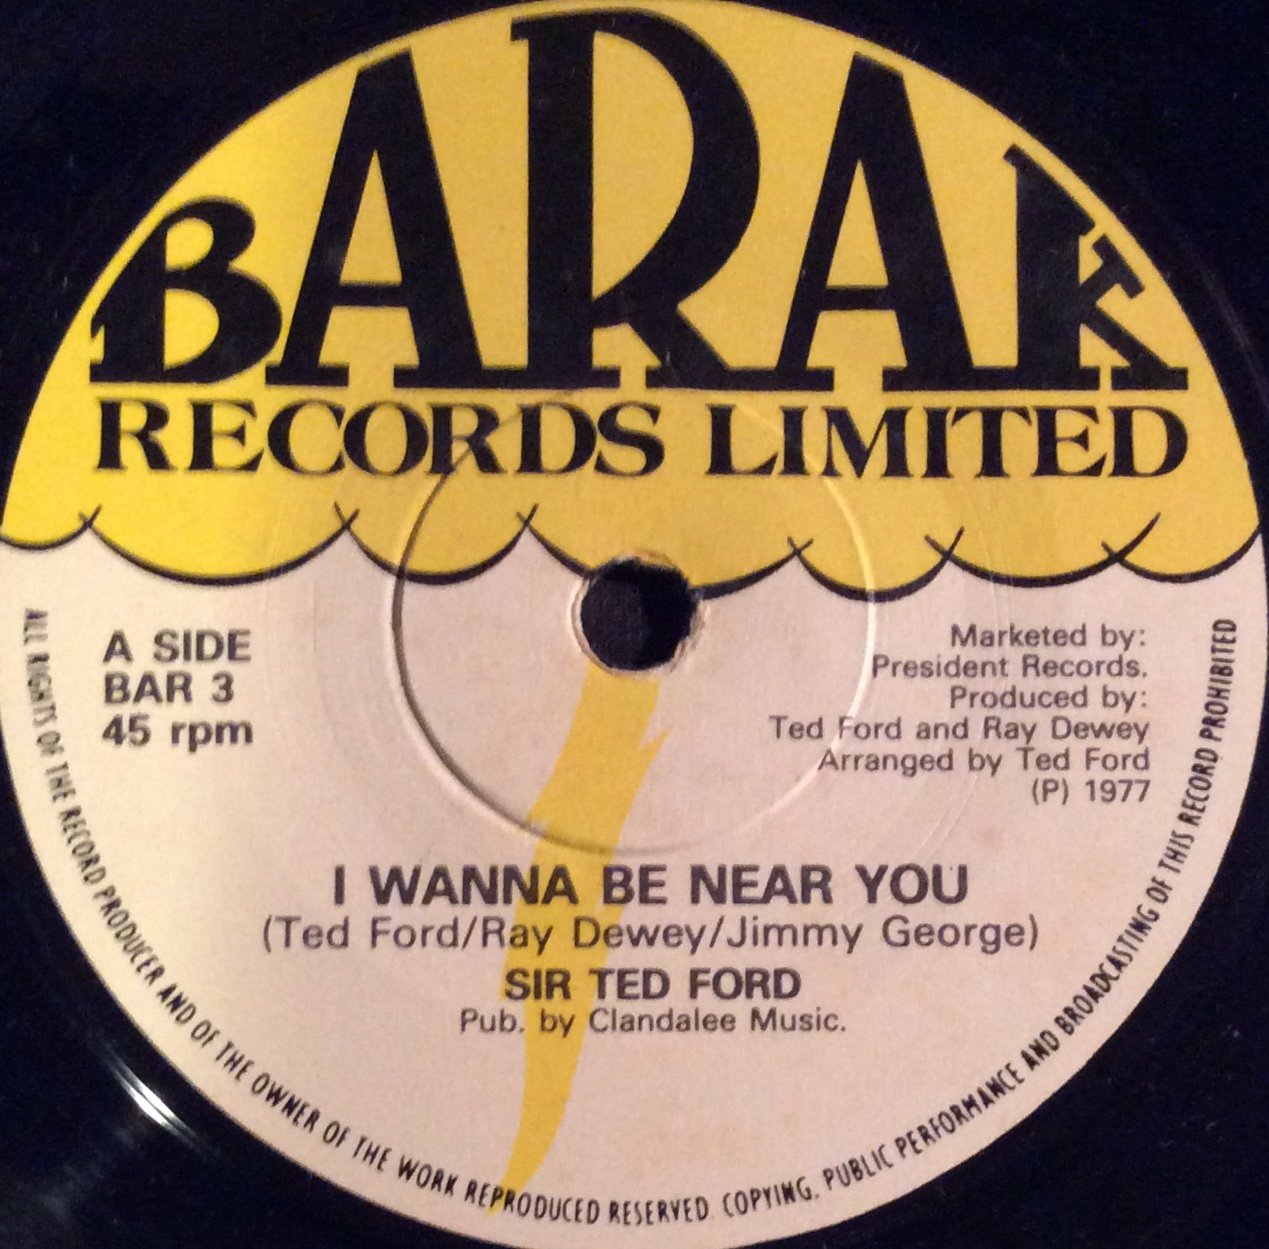 BARAK
RECORDS LIMITED
A SIDE
BAR 3
45 rpm
Marketed by:
President Records.
Produced by:
Ted Ford and Ray Dewey
Arranged by Ted Ford
(P) 1977
I WANNA BE NEAR YOU
(Ted Ford/Ray Dewey/Jimmy George)
SIR TED FORD
Pub. by Clandalee Music.
ALL RIGHTS OF THE RECORD PRODUCER AND OF THE OWNER OF THE WORK REPRODUCED RESERVED. COPYING, PUBLIC PERFORMANCE AND BROADCASTING OF THIS RECORD PROHIBITED